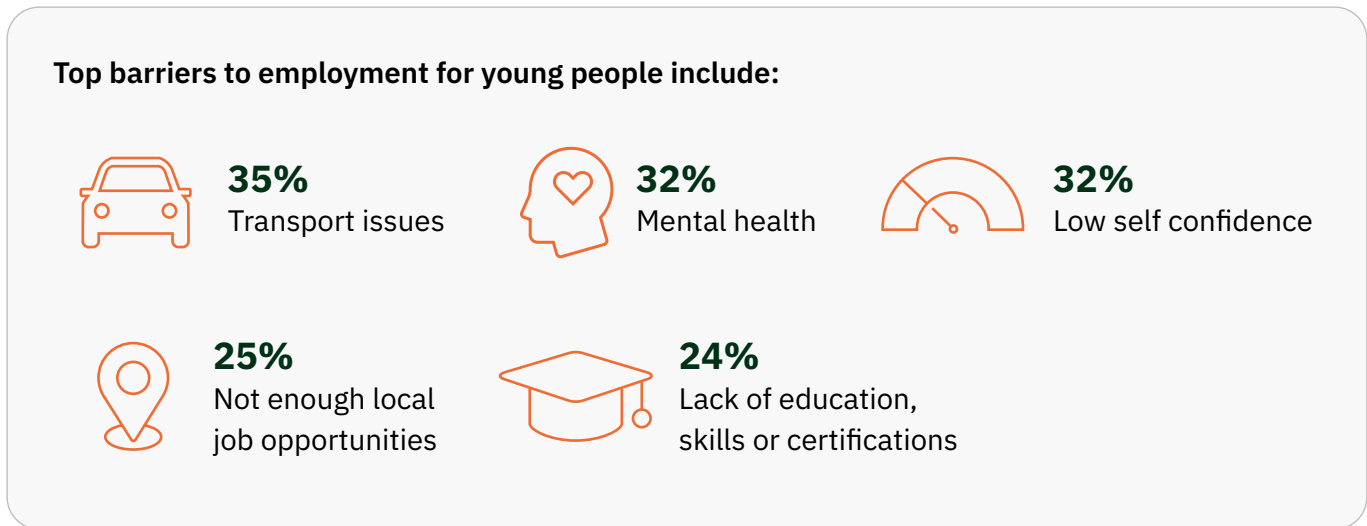 Top barriers to employment for young people include:
35%
Transport issues
32%
Mental health
32%
Low self confidence
25%
Not enough local
job opportunities
24%
Lack of education,
skills or certifications